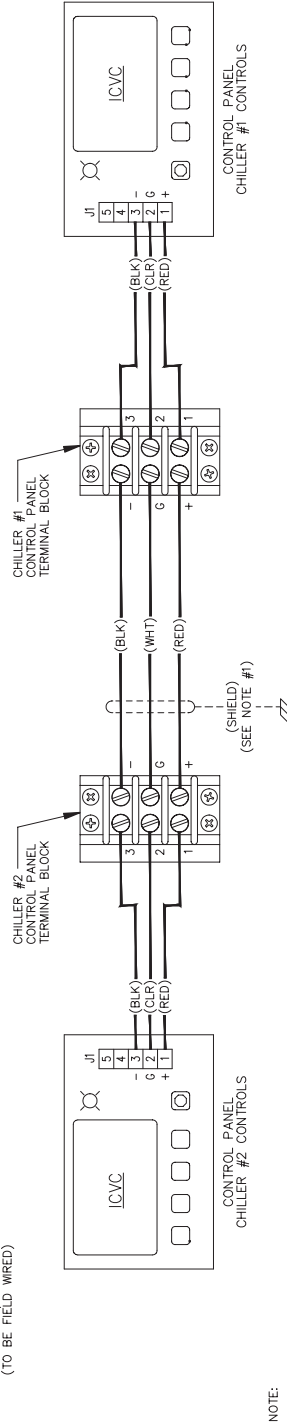 (TO BE FIELD WIRED)
CHILLER #2
CONTROL PANEL
TERMINAL BLOCK
CHILLER #1
CONTROL PANEL
TERMINAL BLOCK
ICVC
J1
5
4
3 -
2 G
1 +
(BLK)
(CLR)
(RED)
3 -
2 G
1 +
(BLK)
(WHT)
(RED)
- 3
G 2
+ 1
(BLK)
(CLR)
(RED)
J1
5
4
3 -
2 G
1 +
ICVC
CONTROL PANEL
CHILLER #2 CONTROLS
(SHIELD)
(SEE NOTE #1)
CONTROL PANEL
CHILLER #1 CONTROLS
NOTE: